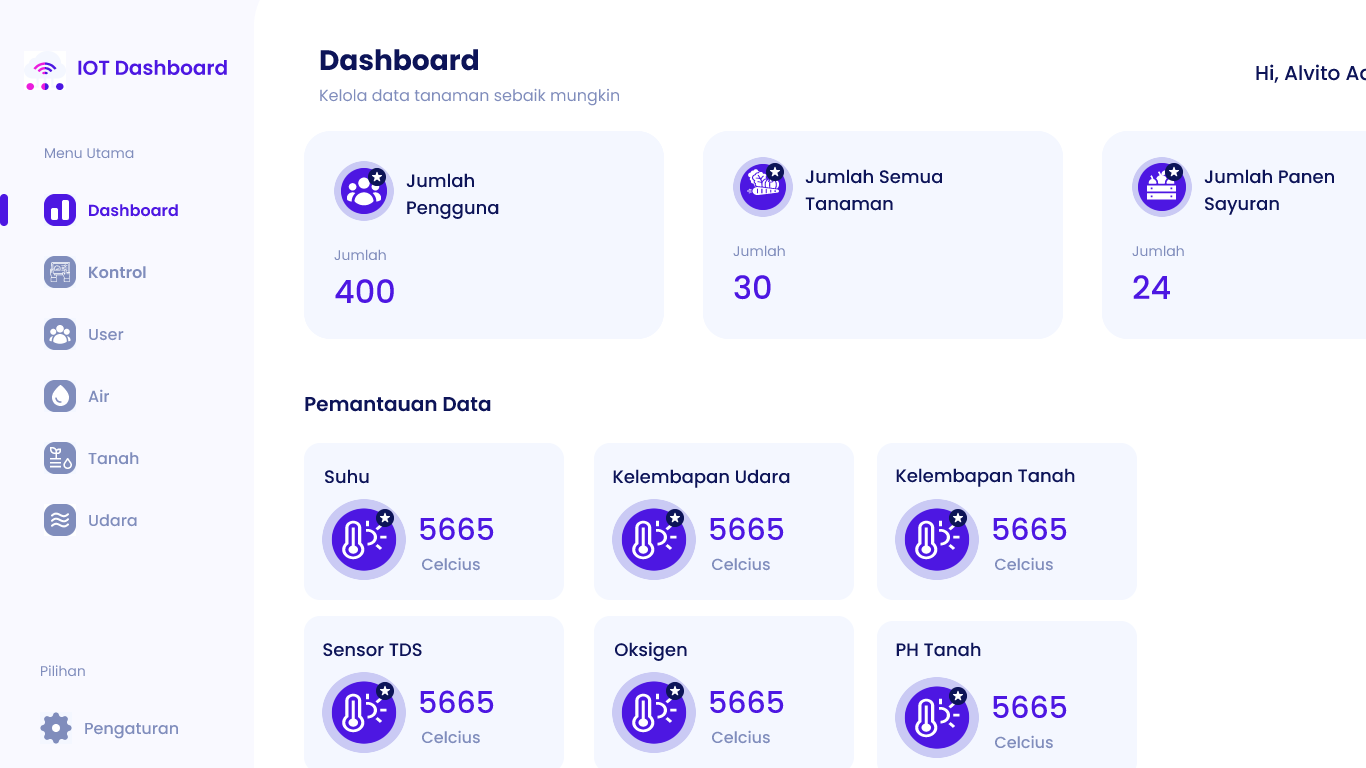 IOT Dashboard
Menu Utama
Dashboard
Kontrol
User
Air
Tanah
Udara
Pilihan
Pengaturan
Dashboard
Kelola data tanaman sebaik mungkin
Hi, Alvito
Jumlah
Pengguna
Jumlah
400
Jumlah Semua
Tanaman
Jumlah
30
Jumlah Panen
Sayuran
Jumlah
24
Pemantauan Data
Suhu
5665
Celcius
Kelembapan Udara
5665
Celcius
Kelembapan Tanah
5665
Celcius
Sensor TDS
5665
Celcius
Oksigen
5665
Celcius
PH Tanah
5665
Celcius